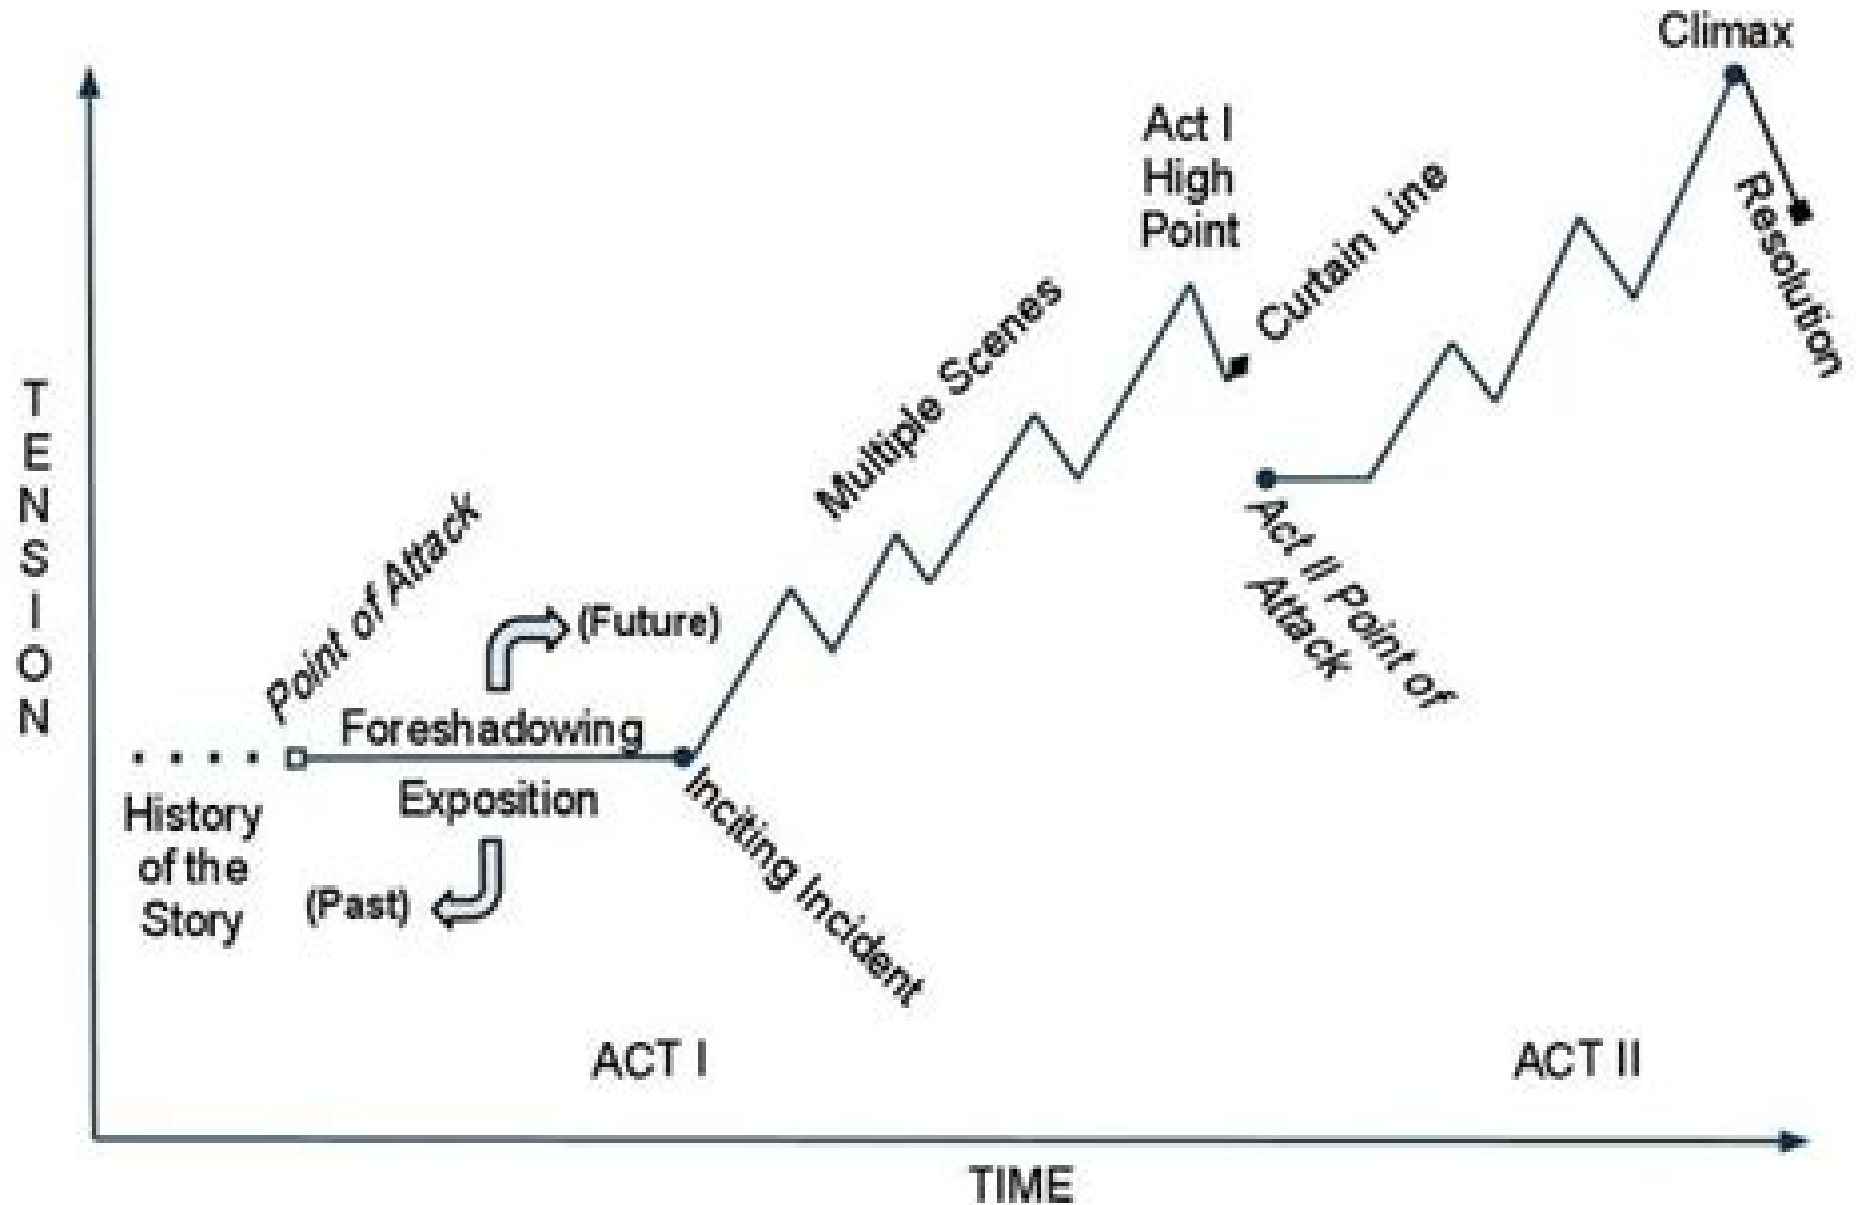 Climax
Act I
High
Point
Curtain Line
Resolution
Multiple Scenes
TENSION
Point of Attack
(Future)
Foreshadowing
Exposition
History
of the
Story
(Past)
Inciting Incident
Act II Point of
Attack
ACT I
ACT II
TIME